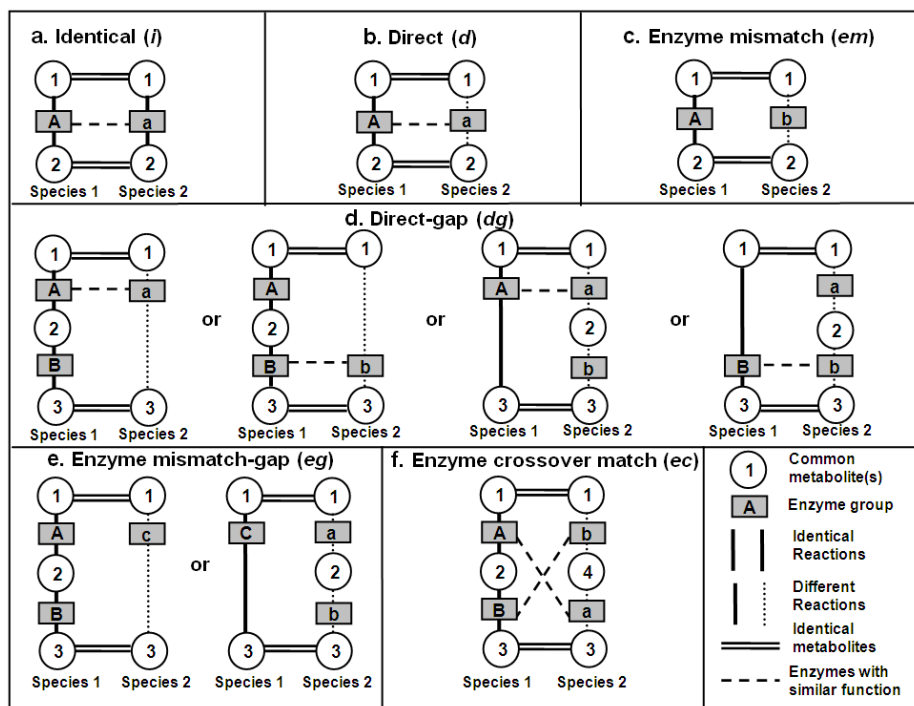 a. Identical (i)
1 1
A a
2 2
Species 1 Species 2
b. Direct (d)
1 1
A a
2 2
Species 1 Species 2
c. Enzyme mismatch (em)
1 1
A b
2 2
Species 1 Species 2
d. Direct-gap (dg)
1 1
A a
2
B
3 3
Species 1 Species 2
or
1 1
A
2
B b
3 3
Species 1 Species 2
or
1 1
A a
2
b
3 3
Species 1 Species 2
or
1 1
a
2
B b
3 3
Species 1 Species 2
e. Enzyme mismatch-gap (eg)
1 1
A c
2
B
3 3
Species 1 Species 2
or
1 1
C a
2
b
3 3
Species 1 Species 2
f. Enzyme crossover match (ec)
1 1
A b
2 4
B a
3 3
Species 1 Species 2
1 Common
metabolite(s)
A Enzyme group
Identical
Reactions
Different
Reactions
Identical
metabolites
Enzymes with
similar function